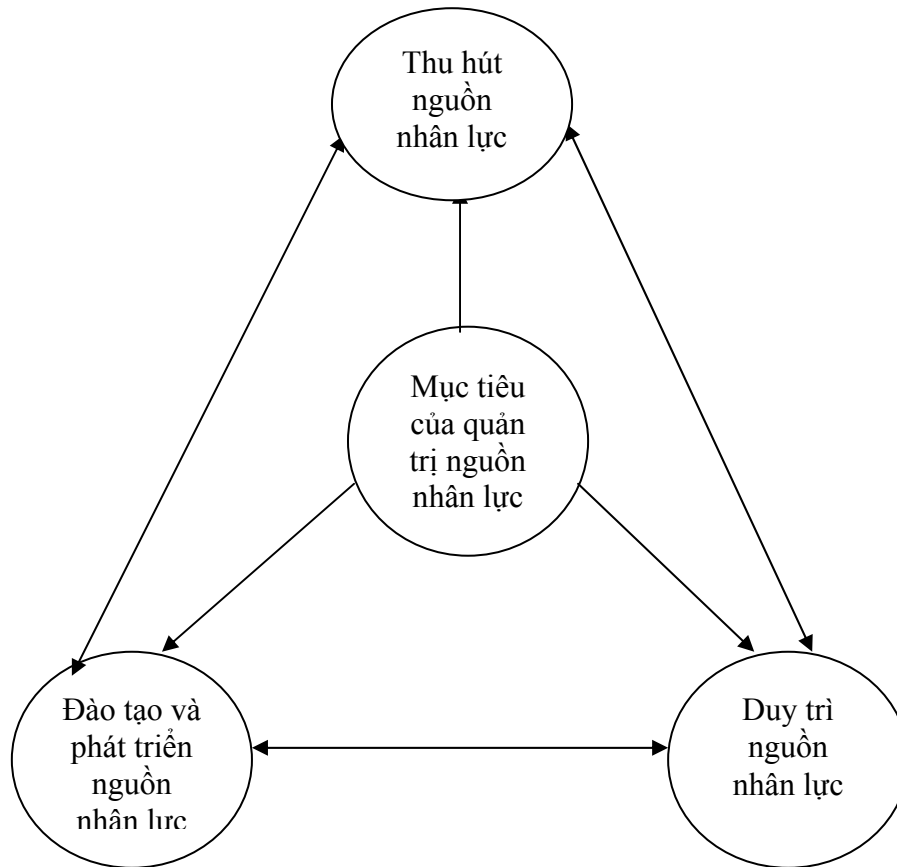 Thu hút
nguồn
nhân lực
Mục tiêu
của quản
trị nguồn
nhân lực
Đào tạo và
phát triển
nguồn
nhân lực
Duy trì
nguồn
nhân lực